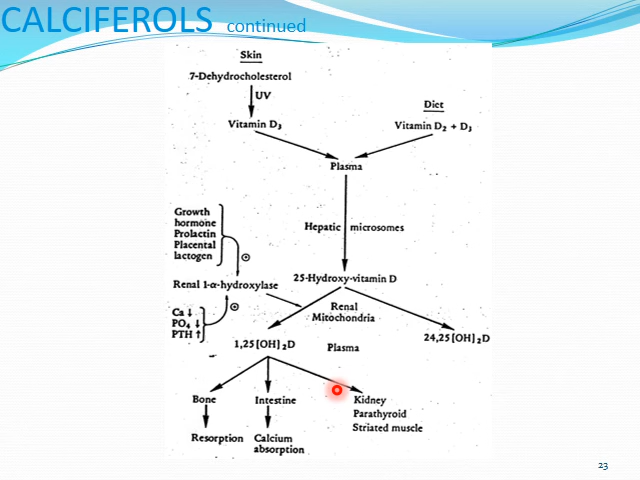 CALCIFEROLS continued
Skin
7-Dehydrocholesterol
UV
Vitamin D₃
Diet
Vitamin D₂ + D₃
Plasma
Hepatic microsomes
Growth
hormone
Prolactin
Placental
lactogen
⊕
Renal 1-α-hydroxylase
25-Hydroxy-vitamin D
Ca ↓
PO₄ ↓
PTH ↑
⊕
Renal
Mitochondria
1,25[OH]₂D
Plasma
24,25[OH]₂D
Bone
Intestine
Kidney
Parathyroid
Striated muscle
Resorption
Calcium
absorption
23